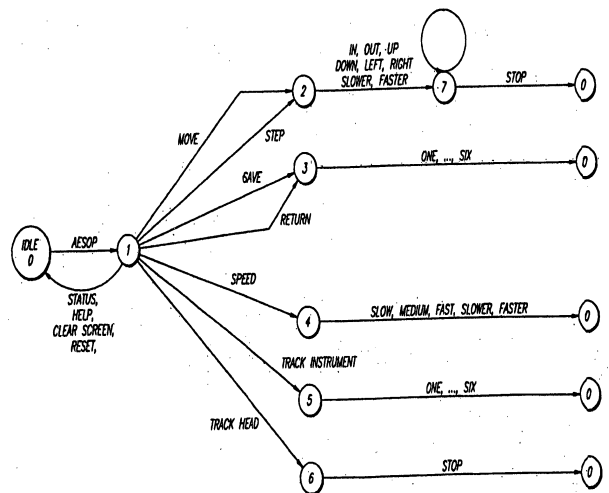 IN, OUT, UP
DOWN, LEFT, RIGHT
SLOWER, FASTER
7
STOP
2
0
MOVE
STEP
SAVE
3
ONE, ..., SIX
0
RETURN
IDLE
0
AESOP
1
STATUS,
HELP,
CLEAR SCREEN,
RESET,
SPEED
4
SLOW, MEDIUM, FAST, SLOWER, FASTER
0
TRACK INSTRUMENT
5
ONE, ..., SIX
0
TRACK HEAD
6
STOP
0